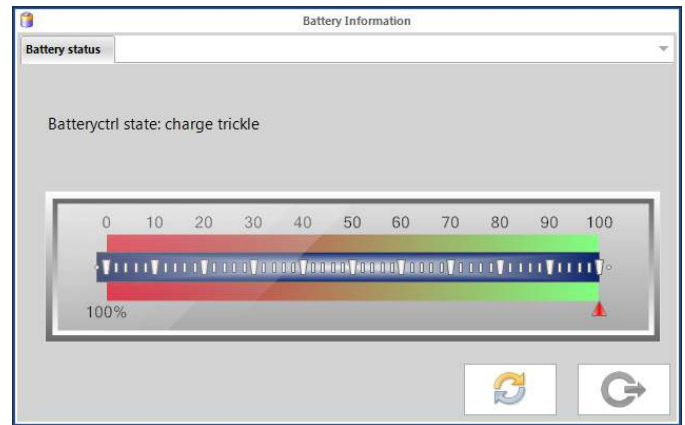 Battery Information
Battery status
Batteryctrl state: charge trickle
0 10 20 30 40 50 60 70 80 90 100
100%